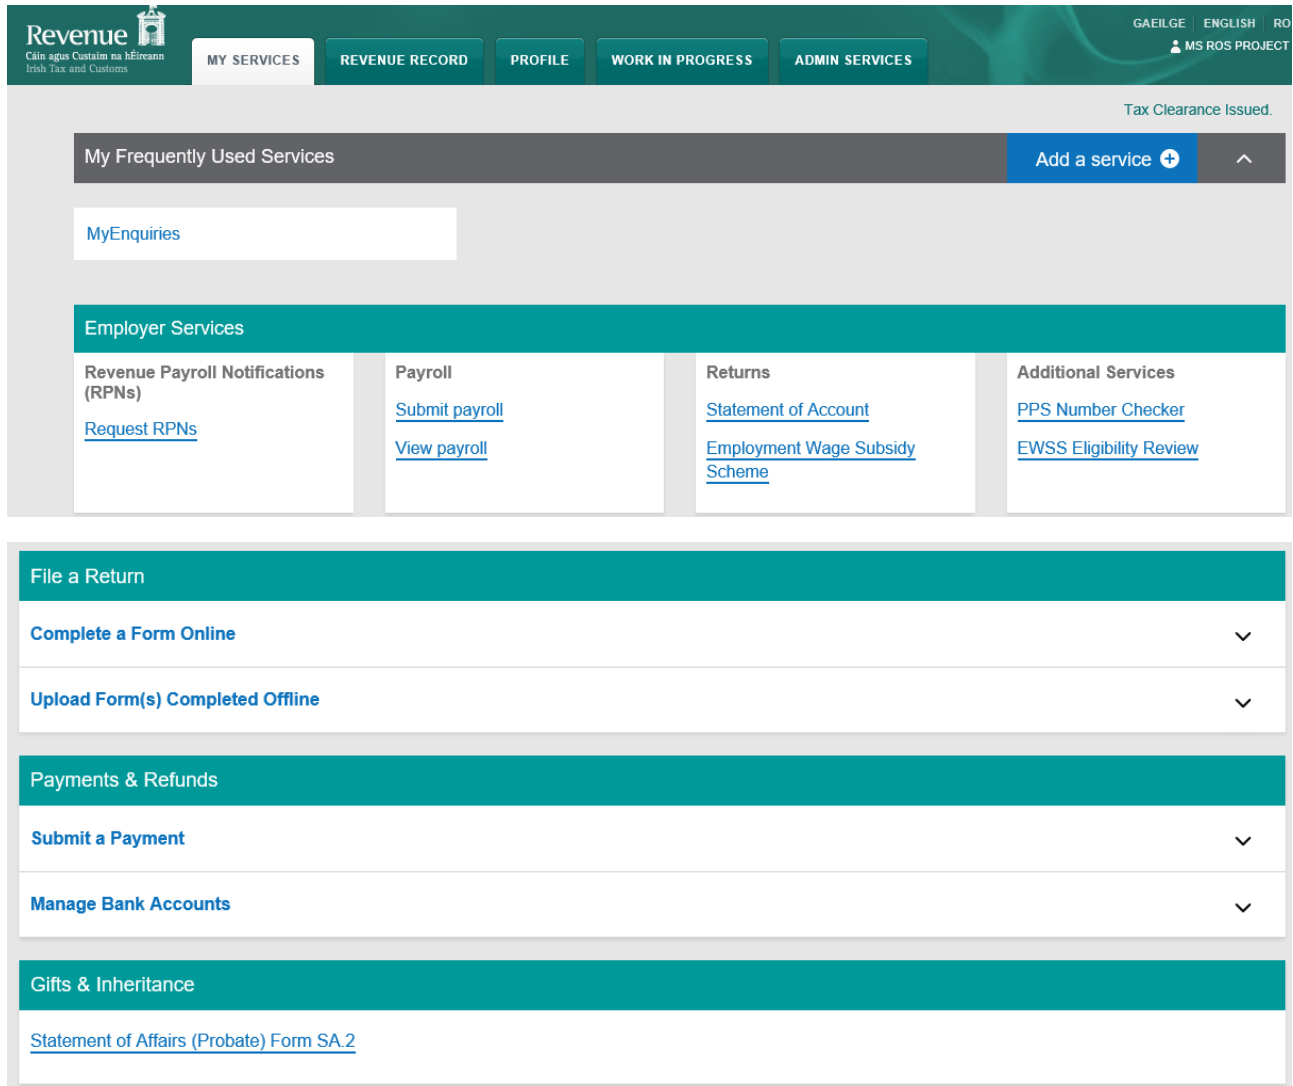 Revenue
Cáin agus Custaim na hÉireann
Irish Tax and Customs
MY SERVICES
REVENUE RECORD
PROFILE
WORK IN PROGRESS
ADMIN SERVICES
GAEILGE ENGLISH RO
MS ROS PROJECT
Tax Clearance Issued.
My Frequently Used Services
Add a service
MyEnquiries
Employer Services
Revenue Payroll Notifications
(RPNs)
Request RPNs
Payroll
Submit payroll
View payroll
Returns
Statement of Account
Employment Wage Subsidy
Scheme
Additional Services
PPS Number Checker
EWSS Eligibility Review
File a Return
Complete a Form Online
Upload Form(s) Completed Offline
Payments & Refunds
Submit a Payment
Manage Bank Accounts
Gifts & Inheritance
Statement of Affairs (Probate) Form SA.2